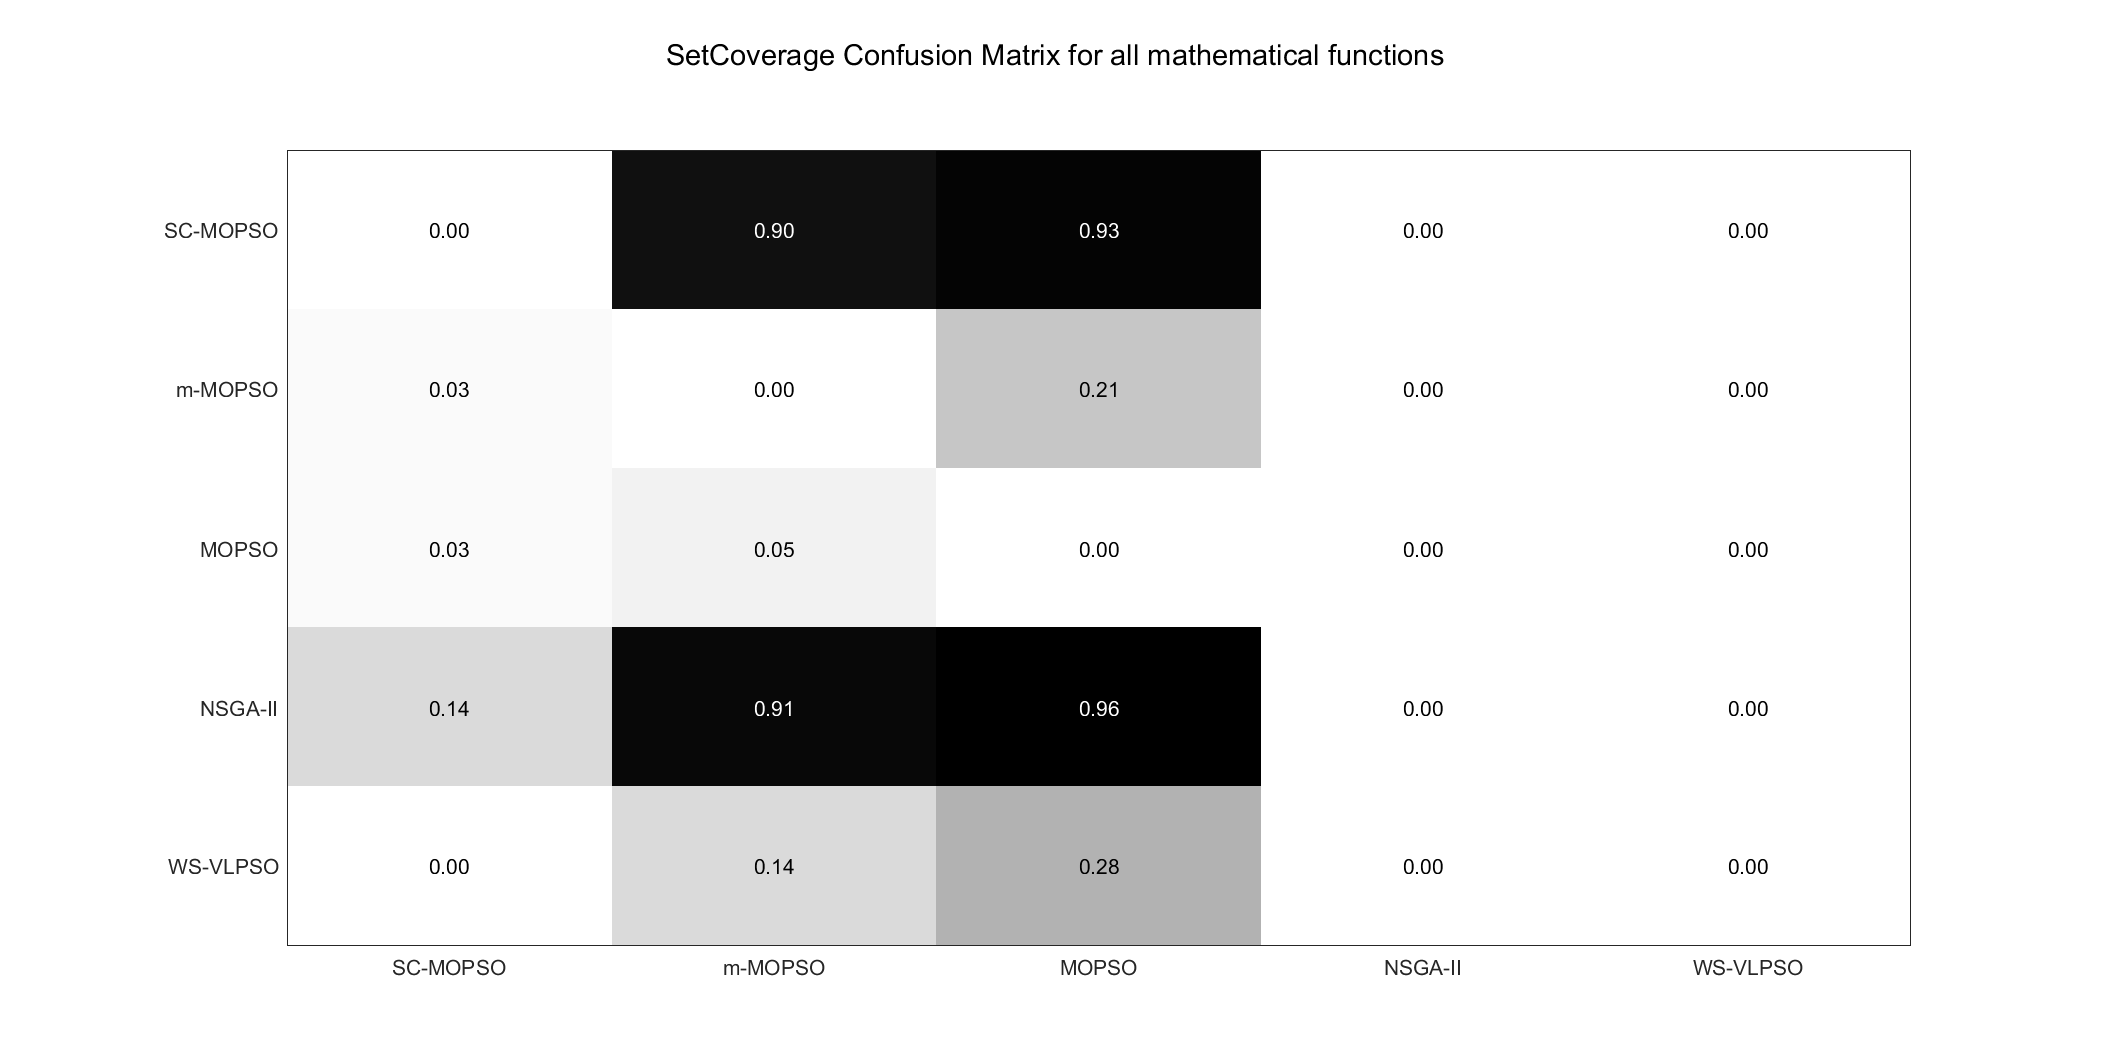 SetCoverage Confusion Matrix for all mathematical functions
SC-MOPSO 0.00 0.90 0.93 0.00 0.00
m-MOPSO 0.03 0.00 0.21 0.00 0.00
MOPSO 0.03 0.05 0.00 0.00 0.00
NSGA-II 0.14 0.91 0.96 0.00 0.00
WS-VLPSO 0.00 0.14 0.28 0.00 0.00
SC-MOPSO m-MOPSO MOPSO NSGA-II WS-VLPSO